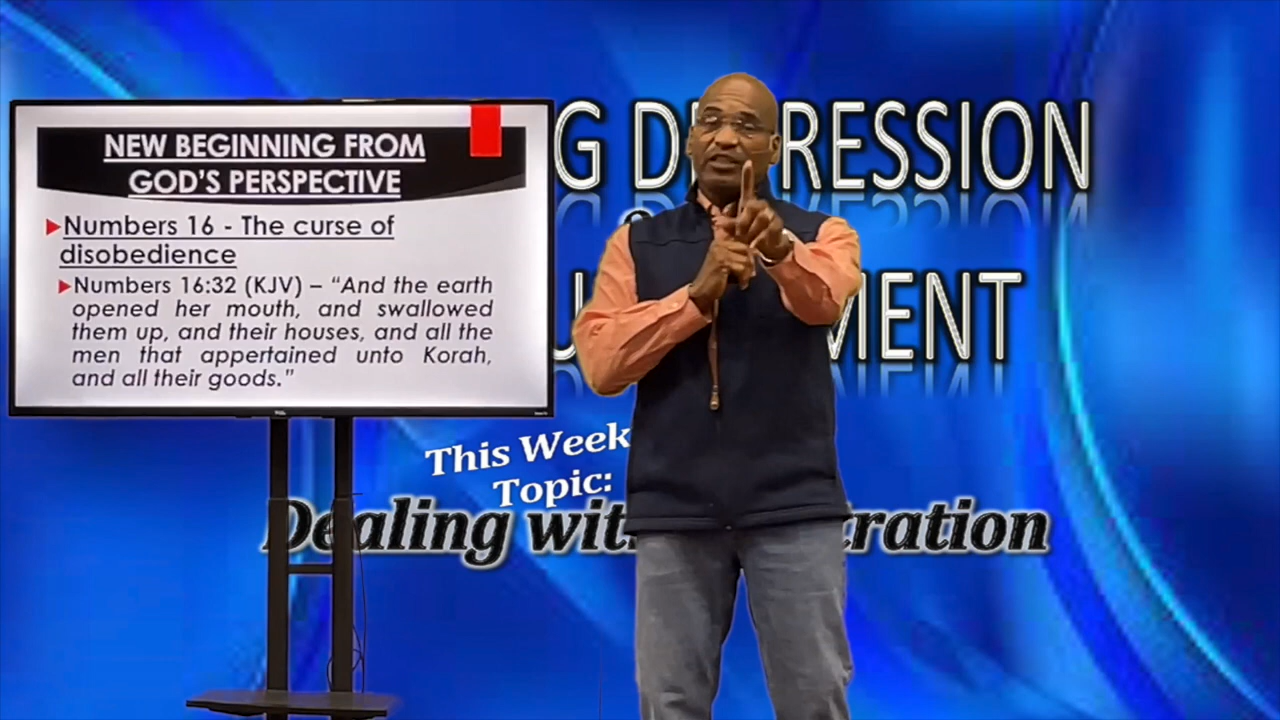 NEW BEGINNING FROM
GOD'S PERSPECTIVE
Numbers 16 - The curse of
disobedience
Numbers 16:32 (KJV) – "And the earth
opened her mouth, and swallowed
them up, and their houses, and all the
men that appertained unto Korah,
and all their goods."
TCL
This Week
Topic:
Dealing